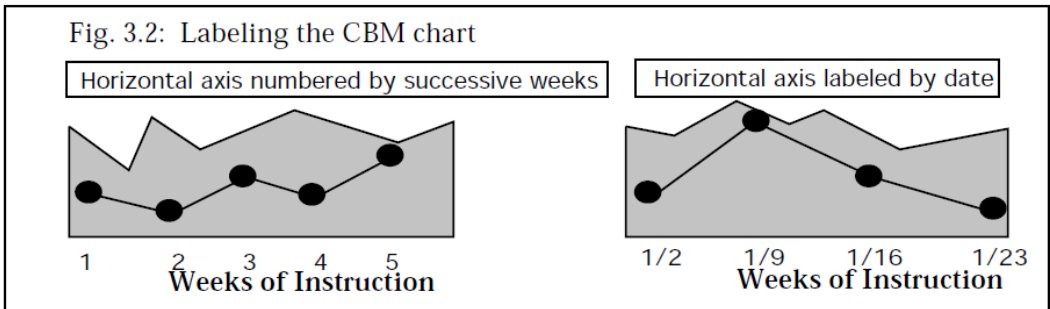 Fig. 3.2: Labeling the CBM chart
Horizontal axis numbered by successive weeks
1 2 3 4 5
Weeks of Instruction
Horizontal axis labeled by date
1/2 1/9 1/16 1/23
Weeks of Instruction